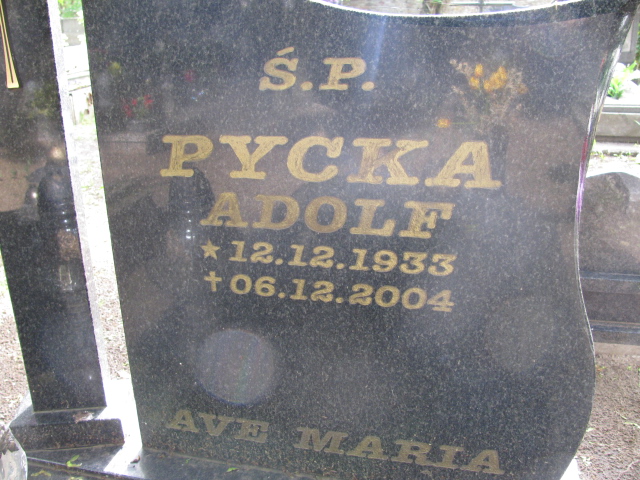 Ś.P.
PYCKA
ADOLF
★12.12.1933
✝06.12.2004
AVE MARIA